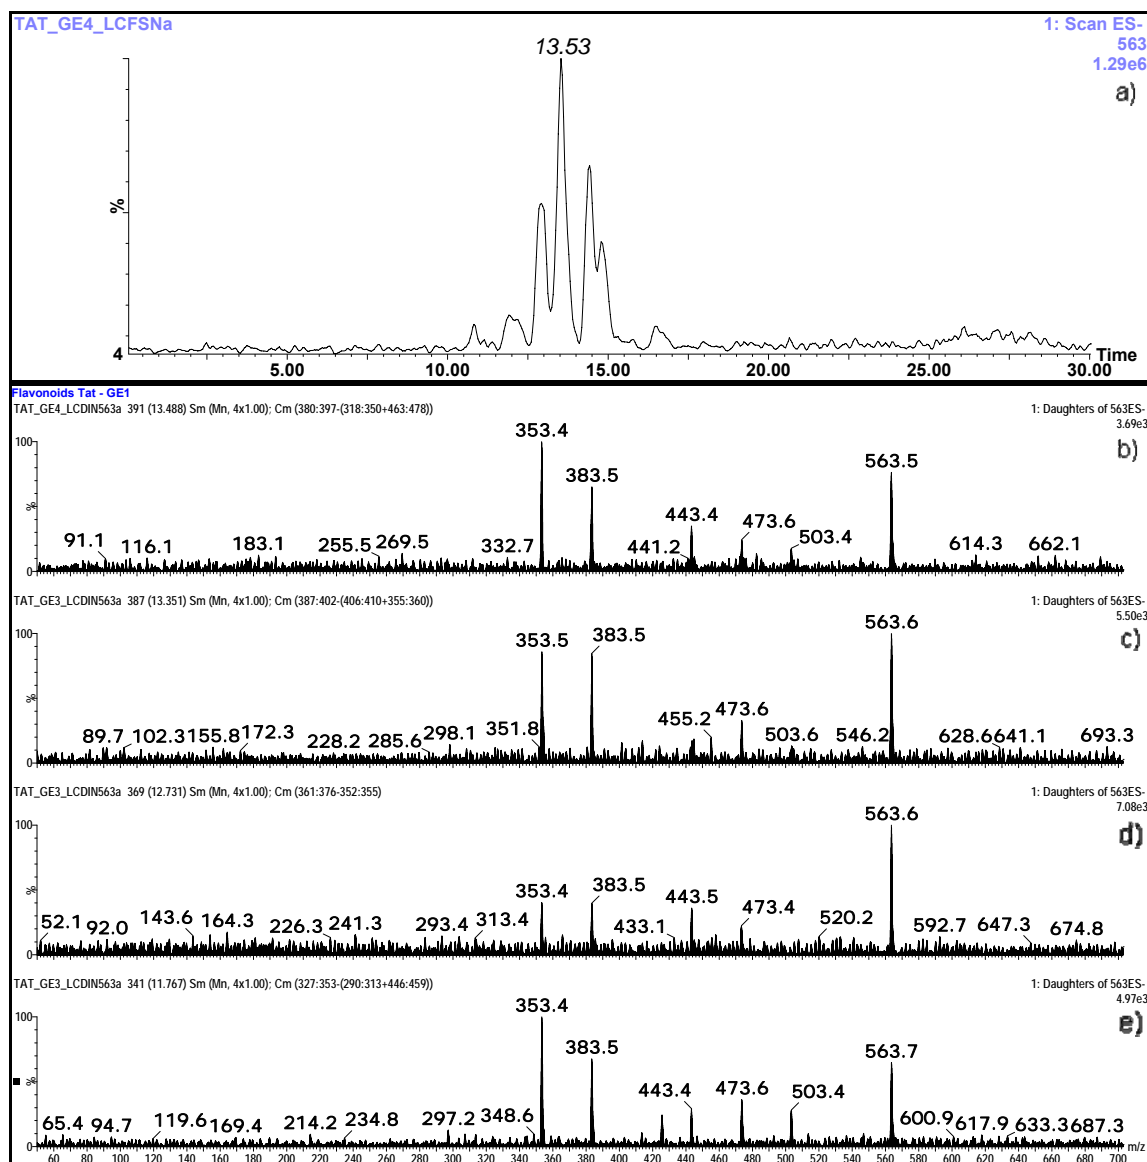 TAT_GE4_LCFSNa
1: Scan ES-
563
1.29e6
a)
13.53
%
4
5.00 10.00 15.00 20.00 25.00 30.00
Time
Flavonoids Tat - GE1
TAT_GE4_LCDIN563a 391 (13.488) Sm (Mn, 4x1.00); Cm (380:397-(318:350+463:478))
1: Daughters of 563ES-
3.69e3
b)
100
%
0
91.1 116.1 183.1 255.5 269.5 332.7 353.4 383.5 441.2 443.4 473.6 503.4 563.5 614.3 662.1
TAT_GE3_LCDIN563a 387 (13.351) Sm (Mn, 4x1.00); Cm (387:402-(406:410+355:360))
1: Daughters of 563ES-
5.50e3
c)
100
%
0
89.7 102.3 155.8 172.3 228.2 285.6 298.1 351.8 353.5 383.5 455.2 473.6 503.6 546.2 563.6 628.6 641.1 693.3
TAT_GE3_LCDIN563a 369 (12.731) Sm (Mn, 4x1.00); Cm (361:376-352:355)
1: Daughters of 563ES-
7.08e3
d)
100
%
0
52.1 92.0 143.6 164.3 226.3 241.3 293.4 313.4 353.4 383.5 433.1 443.5 473.4 520.2 563.6 592.7 647.3 674.8
TAT_GE3_LCDIN563a 341 (11.767) Sm (Mn, 4x1.00); Cm (327:353-(290:313+446:459))
1: Daughters of 563ES-
4.97e3
e)
100
%
0
65.4 94.7 119.6 169.4 214.2 234.8 297.2 348.6 353.4 383.5 443.4 473.6 503.4 563.7 600.9 617.9 633.3 687.3
60 80 100 120 140 160 180 200 220 240 260 280 300 320 340 360 380 400 420 440 460 480 500 520 540 560 580 600 620 640 660 680 700
m/z